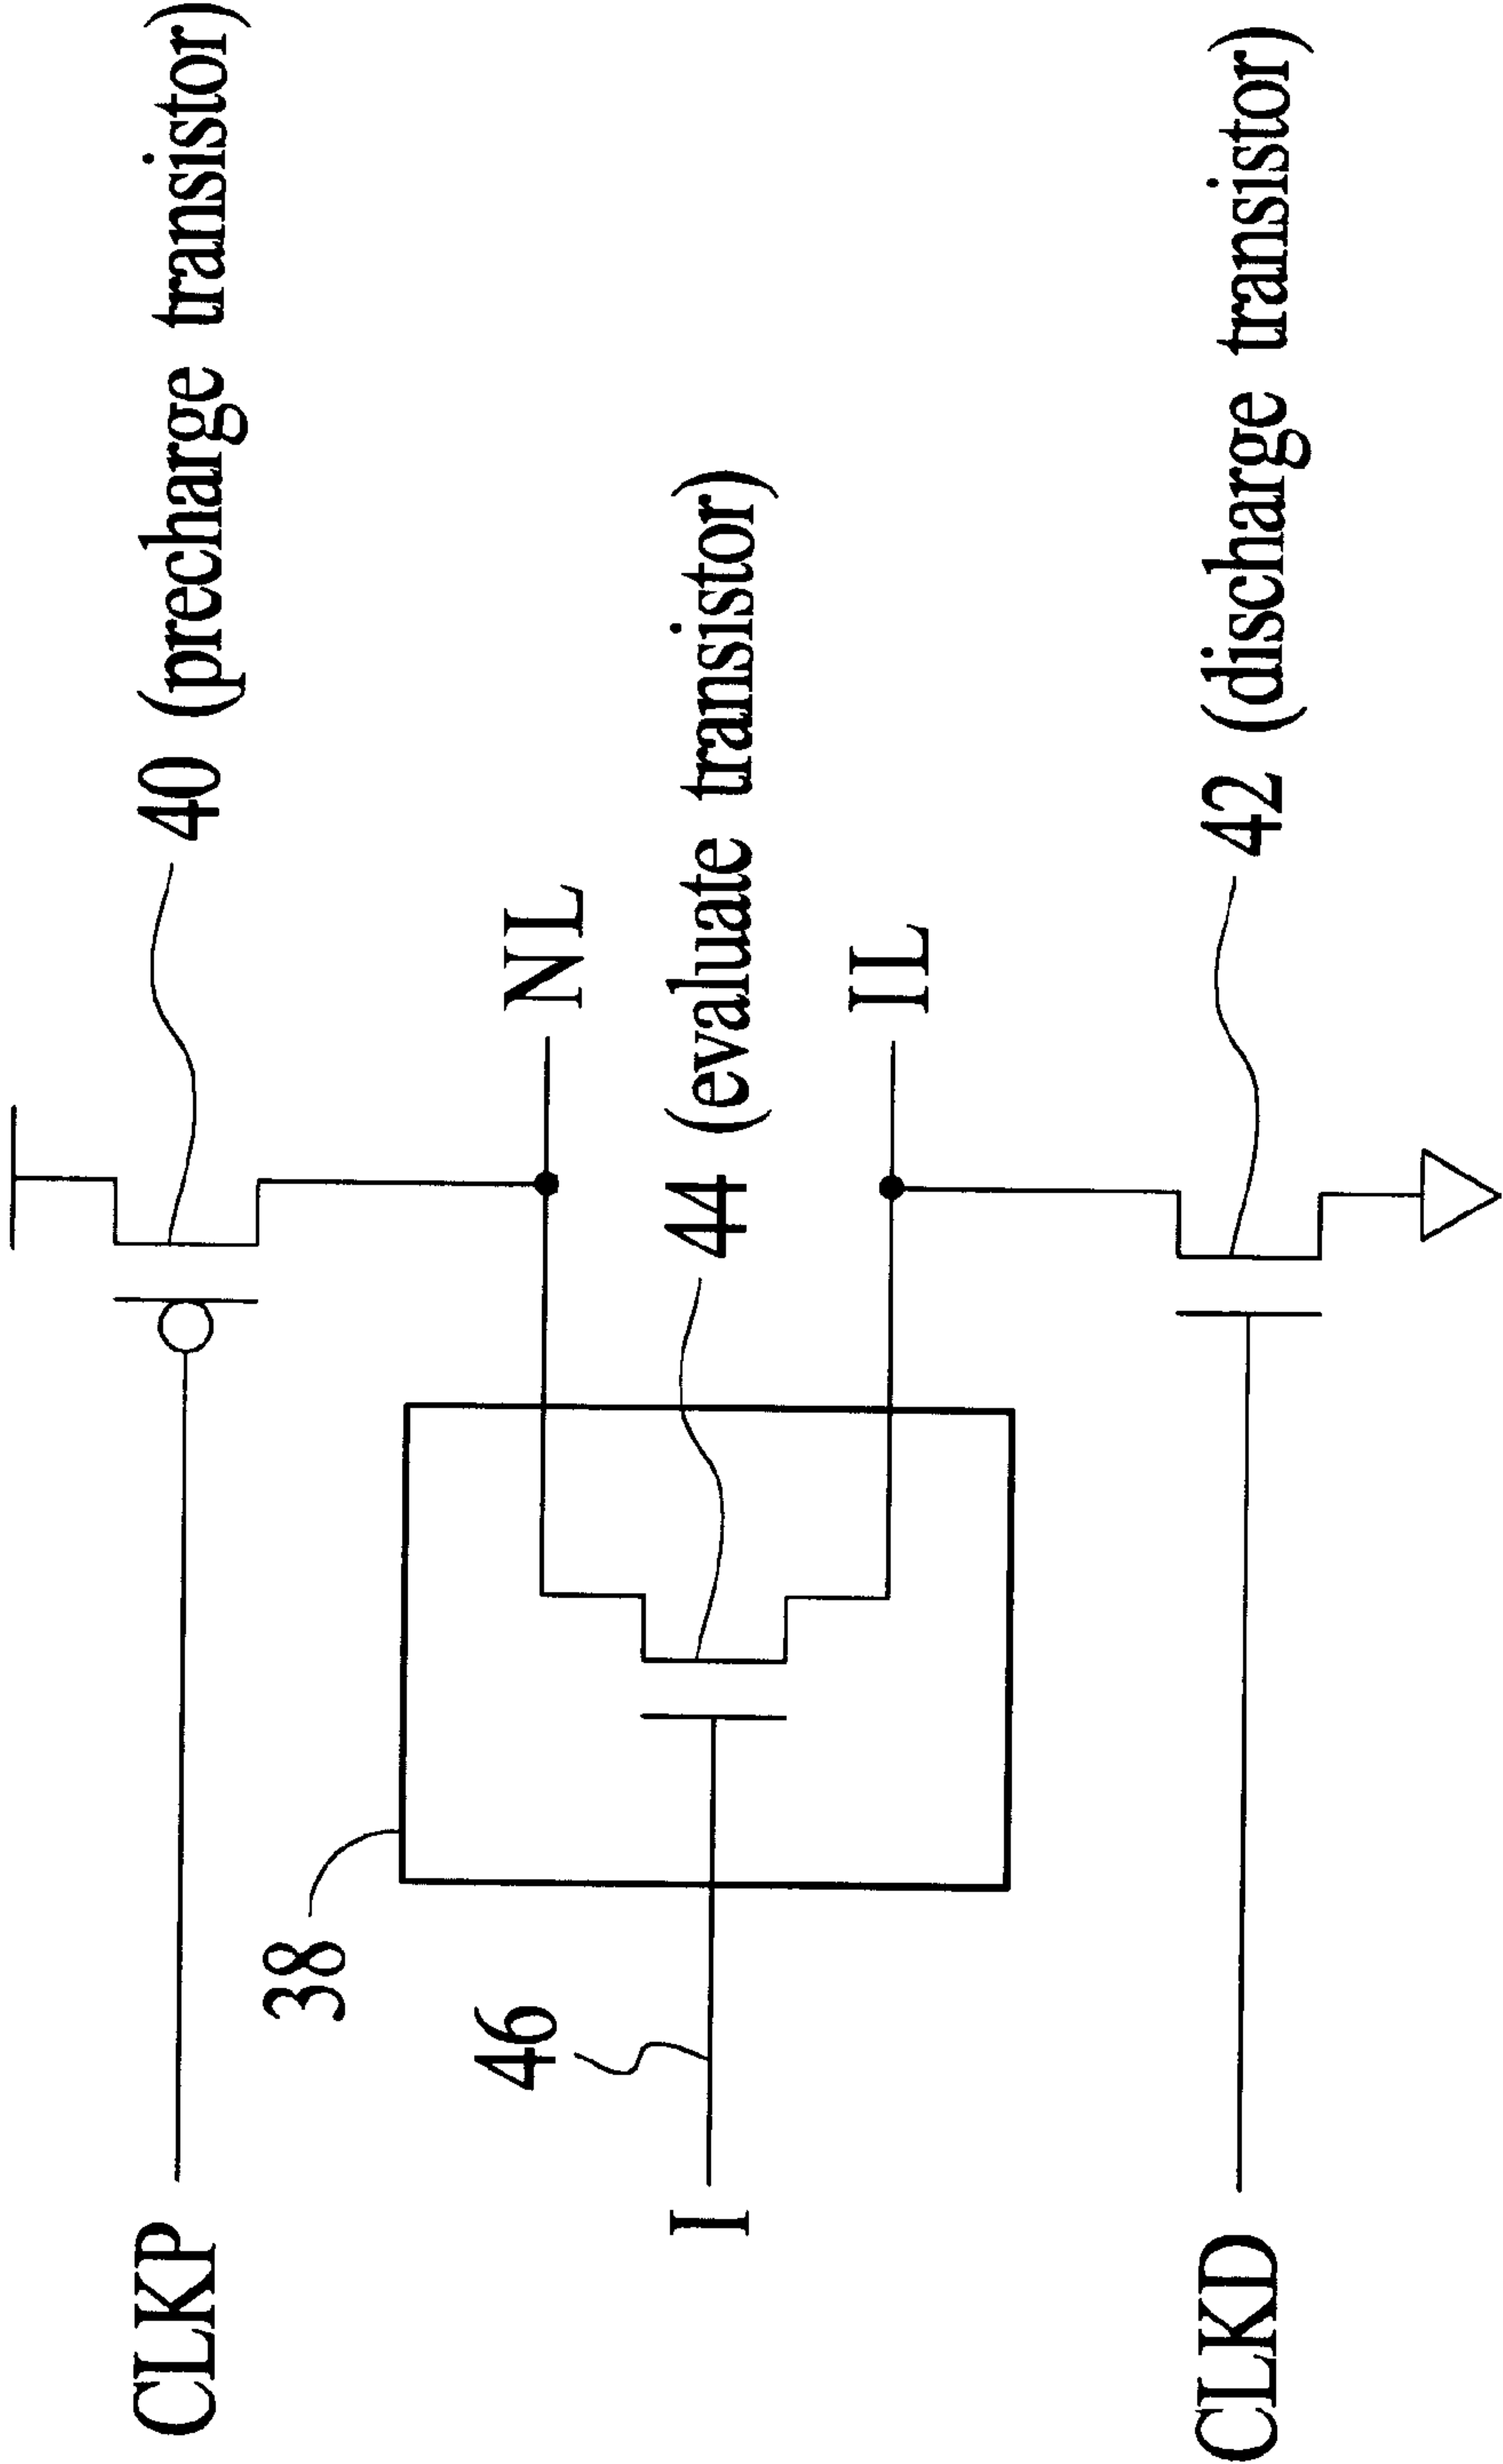 CLKP
40 (precharge transistor)
38
NL
46
I
44 (evaluate transistor)
IL
CLKD
42 (discharge transistor)